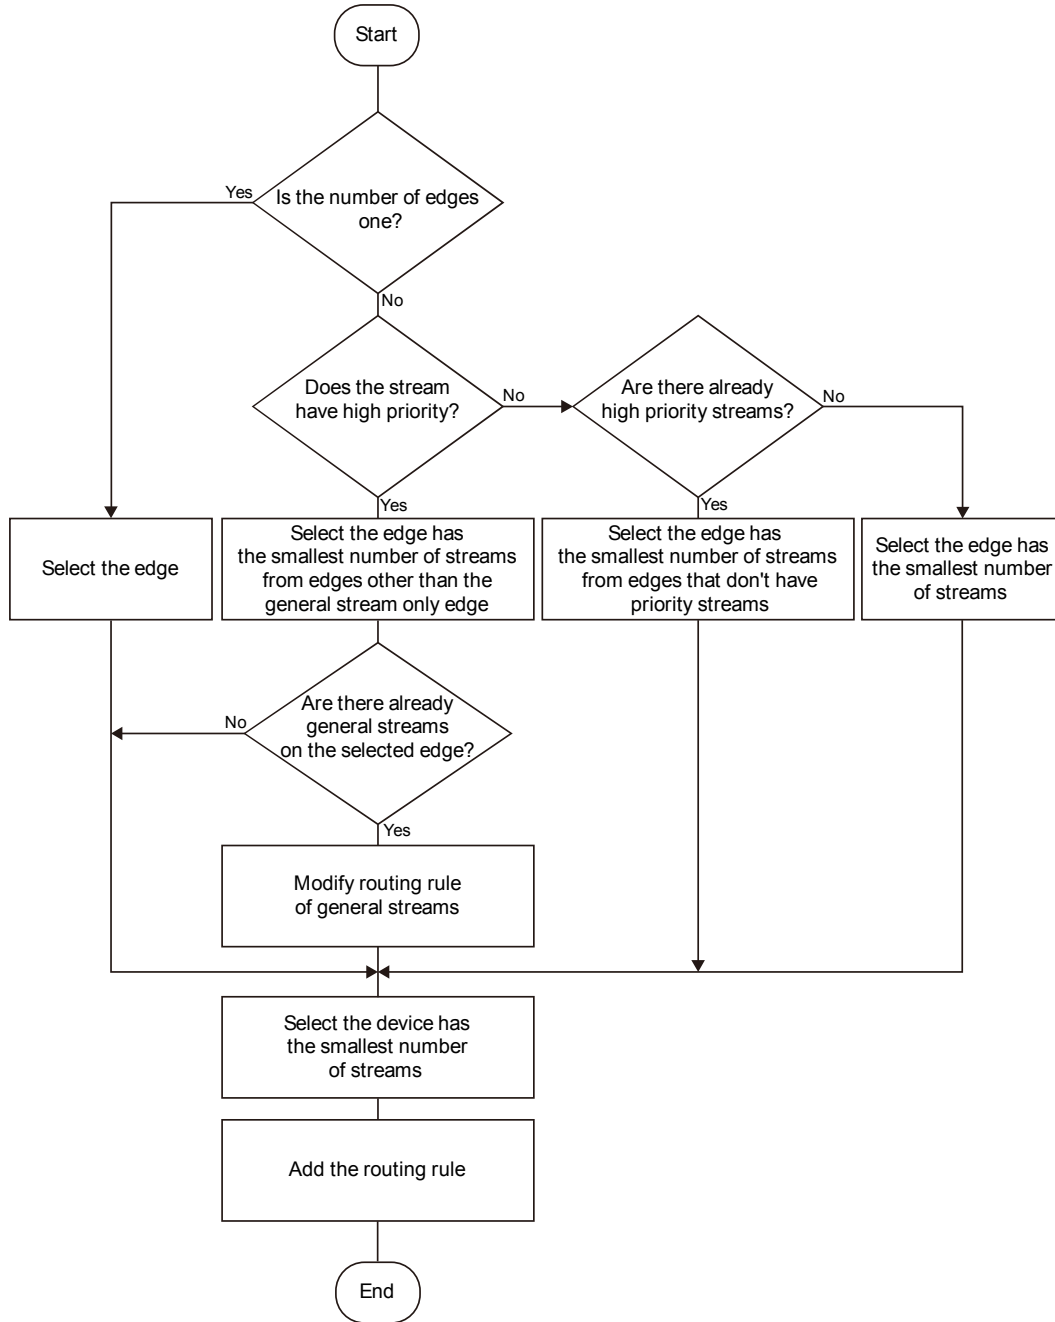 Start
Is the number of edges
one?
Yes
No
Does the stream
have high priority?
No
Are there already
high priority streams?
No
Yes
Yes
Select the edge
Select the edge has
the smallest number of streams
from edges other than the
general stream only edge
Select the edge has
the smallest number of streams
from edges that don't have
priority streams
Select the edge has
the smallest number
of streams
Are there already
general streams
on the selected edge?
No
Yes
Modify routing rule
of general streams
Select the device has
the smallest number
of streams
Add the routing rule
End